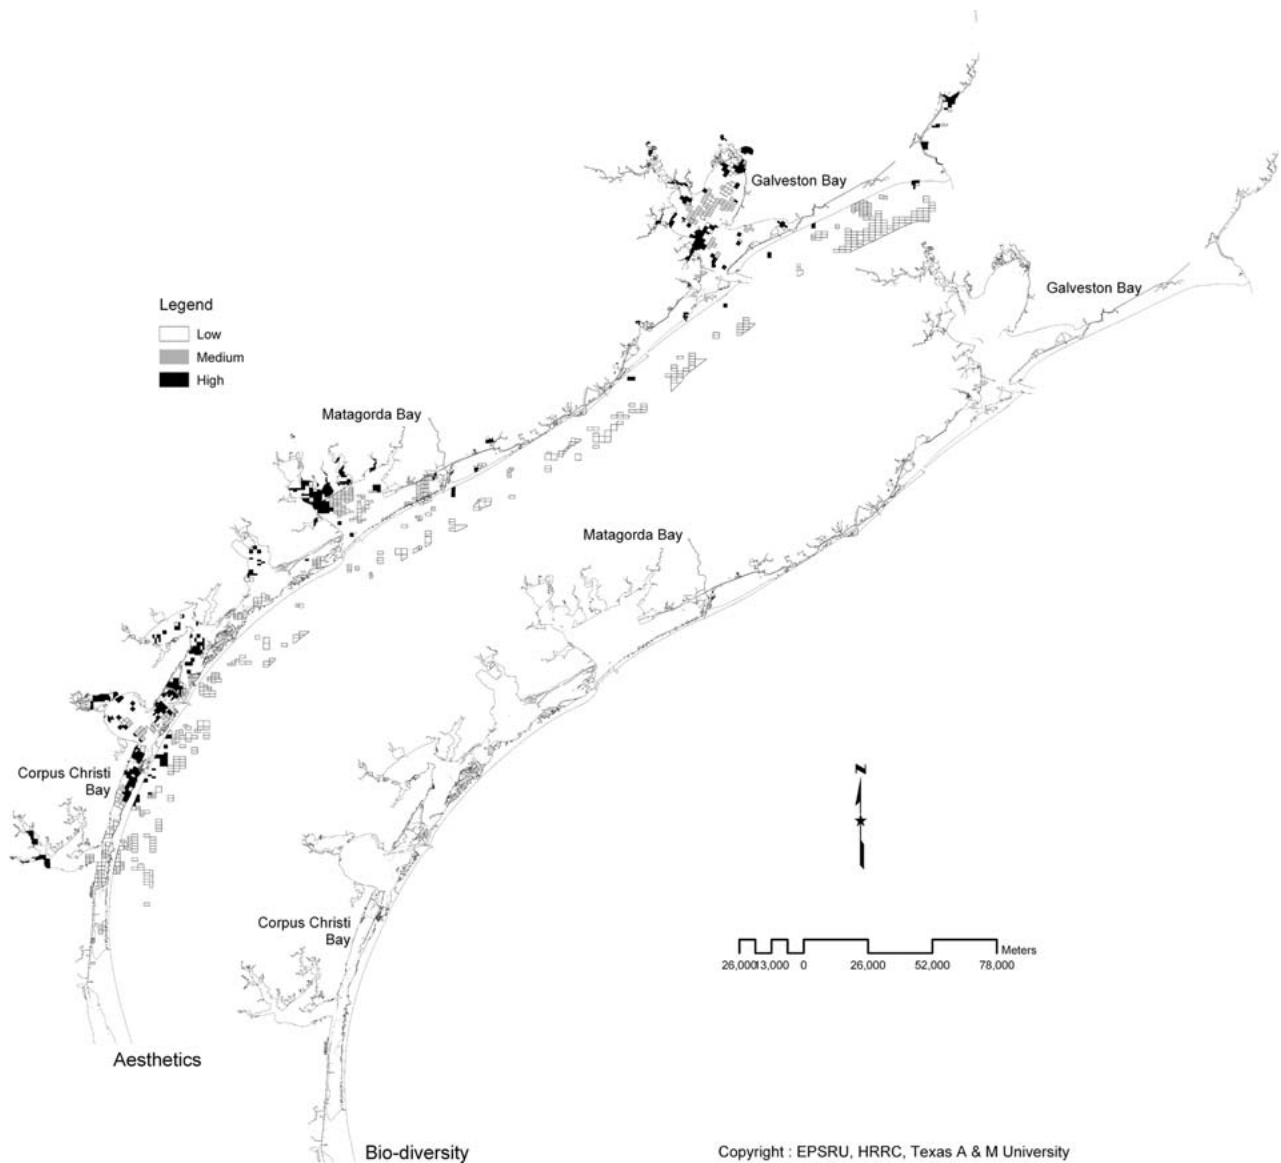 Galveston Bay
Galveston Bay
Legend
Low
Medium
High
Matagorda Bay
Matagorda Bay
Corpus Christi
Bay
N
Corpus Christi
Bay
Meters
26,000 13,000 0 26,000 52,000 78,000
Aesthetics
Bio-diversity
Copyright : EPSRU, HRRC, Texas A & M University